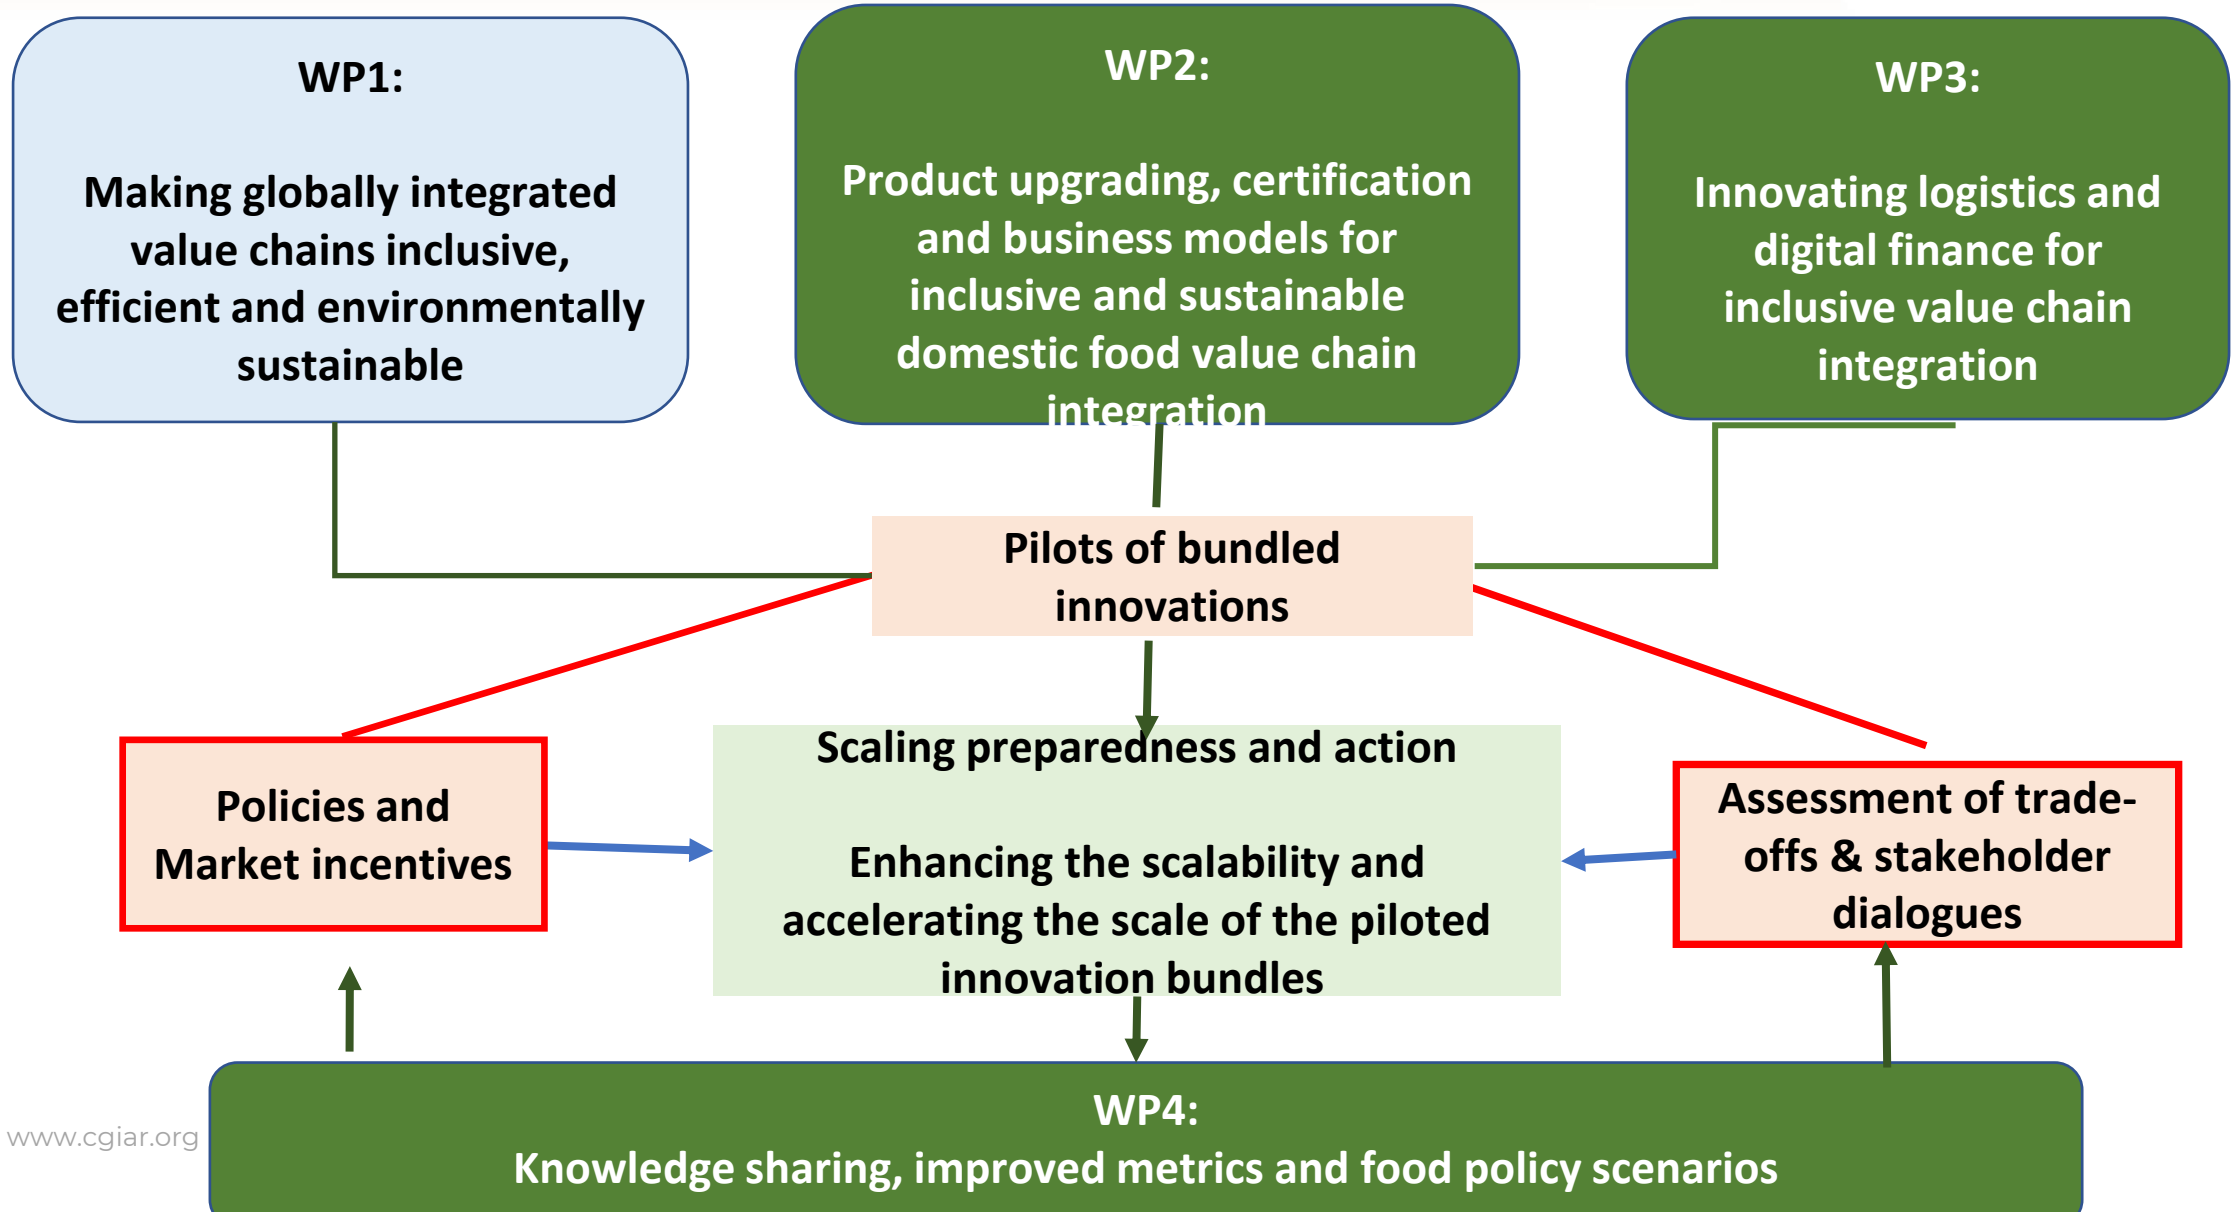 WP1:
Making globally integrated
value chains inclusive,
efficient and environmentally
sustainable
WP2:
Product upgrading, certification
and business models for
inclusive and sustainable
domestic food value chain
integration
WP3:
Innovating logistics and
digital finance for
inclusive value chain
integration
Pilots of bundled
innovations
Policies and
Market incentives
Scaling preparedness and action
Enhancing the scalability and
accelerating the scale of the piloted
innovation bundles
Assessment of trade-
offs & stakeholder
dialogues
WP4:
Knowledge sharing, improved metrics and food policy scenarios
www.cgiar.org